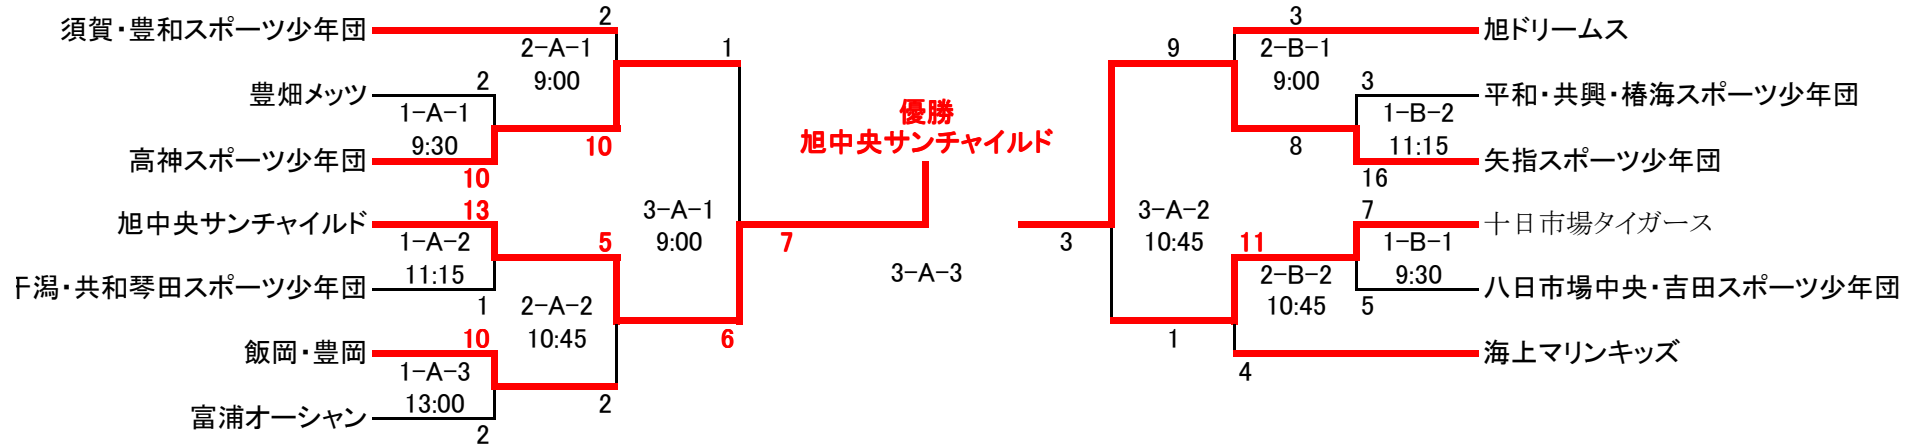 須賀・豊和スポーツ少年団
2
2-A-1
9:00
1
豊畑メッツ
2
1-A-1
9:30
高神スポーツ少年団
10
10
旭中央サンチャイルド
13
1-A-2
11:15
5
3-A-1
9:00
干潟・共和琴田スポーツ少年団
1
2-A-2
10:45
6
飯岡・豊岡
10
1-A-3
13:00
2
富浦オーシャン
2
優勝
旭中央サンチャイルド
7
3-A-3
3
9
3
旭ドリームス
2-B-1
9:00
3
平和・共興・椿海スポーツ少年団
1-B-2
11:15
8
矢指スポーツ少年団
16
3-A-2
10:45
7
十日市場タイガース
11
1-B-1
9:30
2-B-2
10:45
八日市場中央・吉田スポーツ少年団
5
1
海上マリンキッズ
4